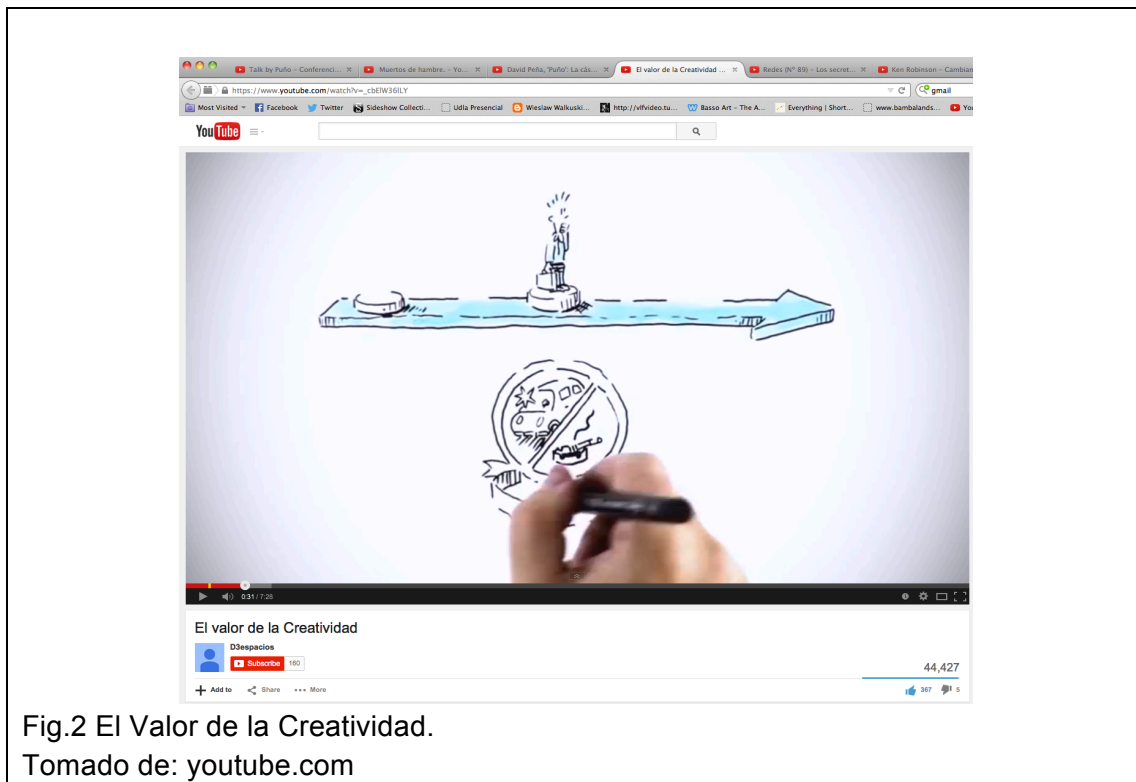 Talk by Puño – Conferenci... Muertos de hambre. – Yo... David Peña, 'Puño': La cás... El valor de la Creatividad ... Redes (Nº 89) – Los secret... Ken Robinson – Cambian
https://www.youtube.com/watch?v=_cbElW36ILY gmail
Most Visited Facebook Twitter Sideshow Collecti... Udla Presencial Wieslaw Walkuski... http://vlfvideo.tu... Basso Art – The A... Everything | Short... www.bambalands... You
YouTube
0:31 / 7:28
El valor de la Creatividad
D3espacios
Subscribe 160
44,427
Add to Share More
367 5
Fig.2 El Valor de la Creatividad.
Tomado de: youtube.com